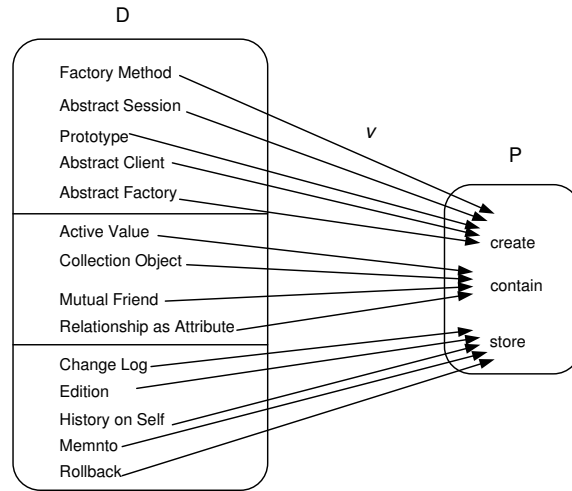 D
Factory Method
Abstract Session
Prototype
Abstract Client
Abstract Factory
Active Value
Collection Object
Mutual Friend
Relationship as Attribute
Change Log
Edition
History on Self
Memnto
Rollback
v
P
create
contain
store